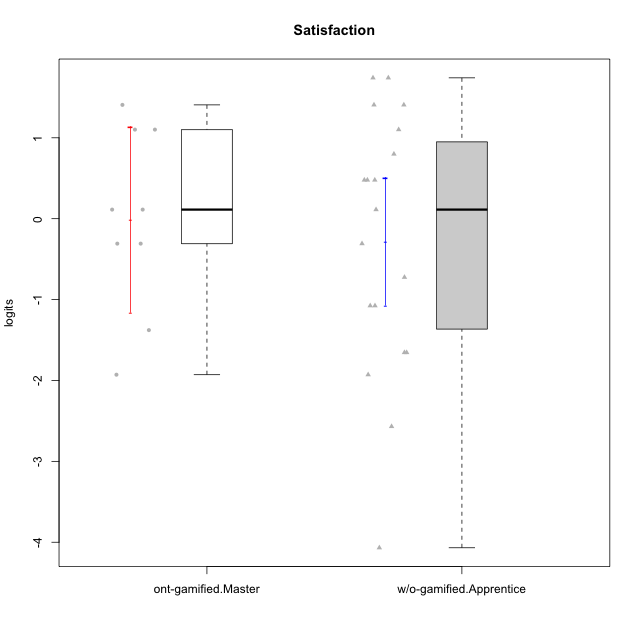 Satisfaction
logits
1
0
-1
-2
-3
-4
ont-gamified.Master
w/o-gamified.Apprentice